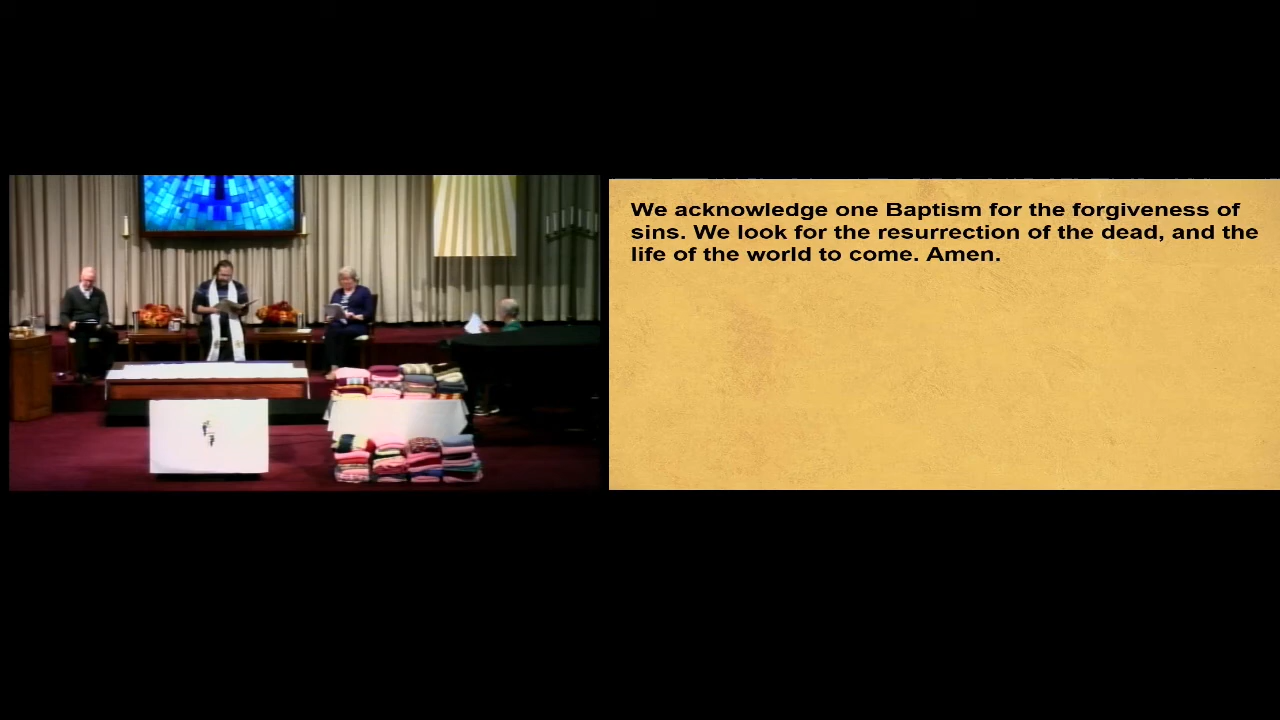 We acknowledge one Baptism for the forgiveness of
sins. We look for the resurrection of the dead, and the
life of the world to come. Amen.